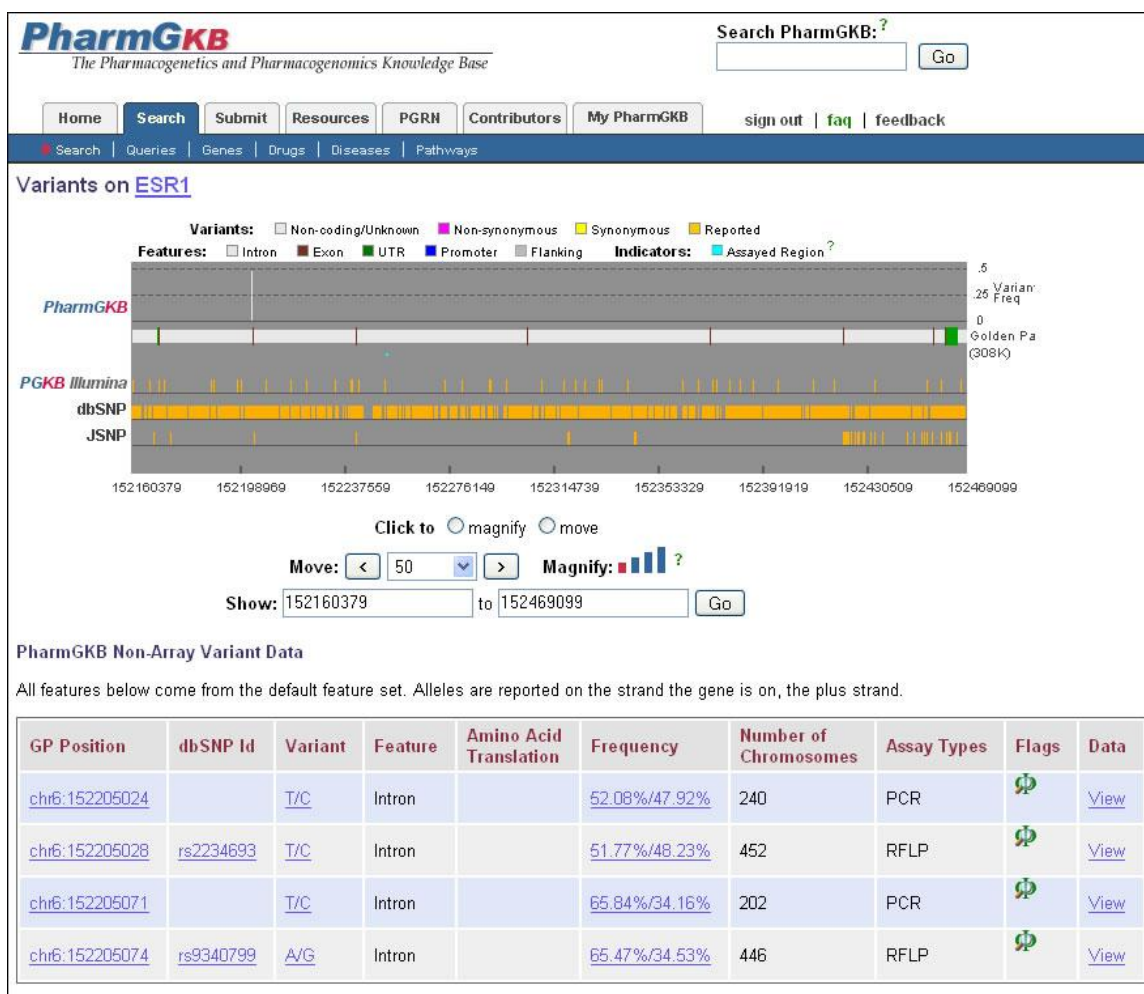 PharmGKB
The Pharmacogenetics and Pharmacogenomics Knowledge Base
Search PharmGKB: ?
Go
Home Search Submit Resources PGRN Contributors My PharmGKB sign out | faq | feedback
Search | Queries | Genes | Drugs | Diseases | Pathways
Variants on ESR1
Variants: Non-coding/Unknown Non-synonymous Synonymous Reported
Features: Intron Exon UTR Promoter Flanking Indicators: Assayed Region ?
PharmGKB
.5
.25 Varian
Freq
0
Golden Pa
(308K)
PGKB Illumina
dbSNP
JSNP
152160379 152198969 152237559 152276149 152314739 152353329 152391919 152430509 152469099
Click to magnify move
Move: < 50 > Magnify: ?
Show: 152160379 to 152469099 Go
PharmGKB Non-Array Variant Data
All features below come from the default feature set. Alleles are reported on the strand the gene is on, the plus strand.
GP Position dbSNP Id Variant Feature Amino Acid Translation Frequency Number of Chromosomes Assay Types Flags Data
chr6:152205024 T/C Intron 52.08%/47.92% 240 PCR View
chr6:152205028 rs2234693 T/C Intron 51.77%/48.23% 452 RFLP View
chr6:152205071 T/C Intron 65.84%/34.16% 202 PCR View
chr6:152205074 rs9340799 A/G Intron 65.47%/34.53% 446 RFLP View